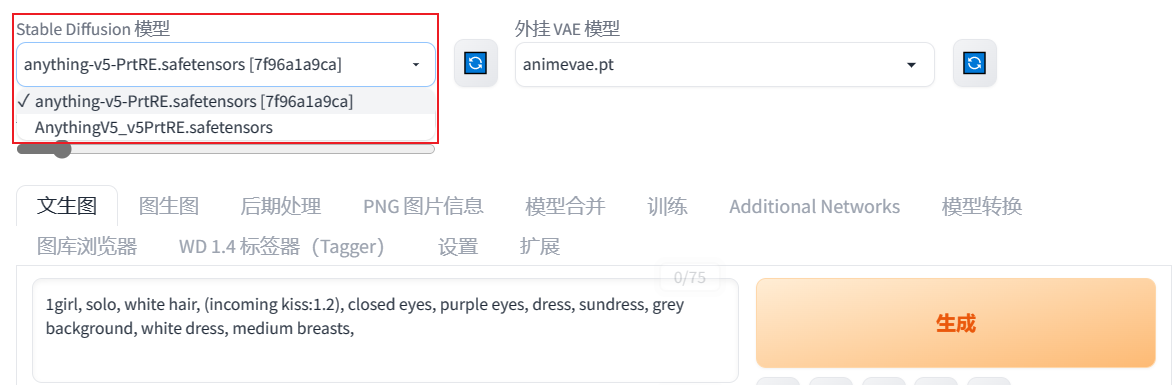 Stable Diffusion 模型
外挂 VAE 模型
anything-v5-PrtRE.safetensors [7f96a1a9ca]
animevae.pt
✓ anything-v5-PrtRE.safetensors [7f96a1a9ca]
AnythingV5_v5PrtRE.safetensors
文生图 图生图 后期处理 PNG 图片信息 模型合并 训练 Additional Networks 模型转换
图库浏览器 WD 1.4 标签器（Tagger） 设置 扩展
0/75
1girl, solo, white hair, (incoming kiss:1.2), closed eyes, purple eyes, dress, sundress, grey
background, white dress, medium breasts,
生成